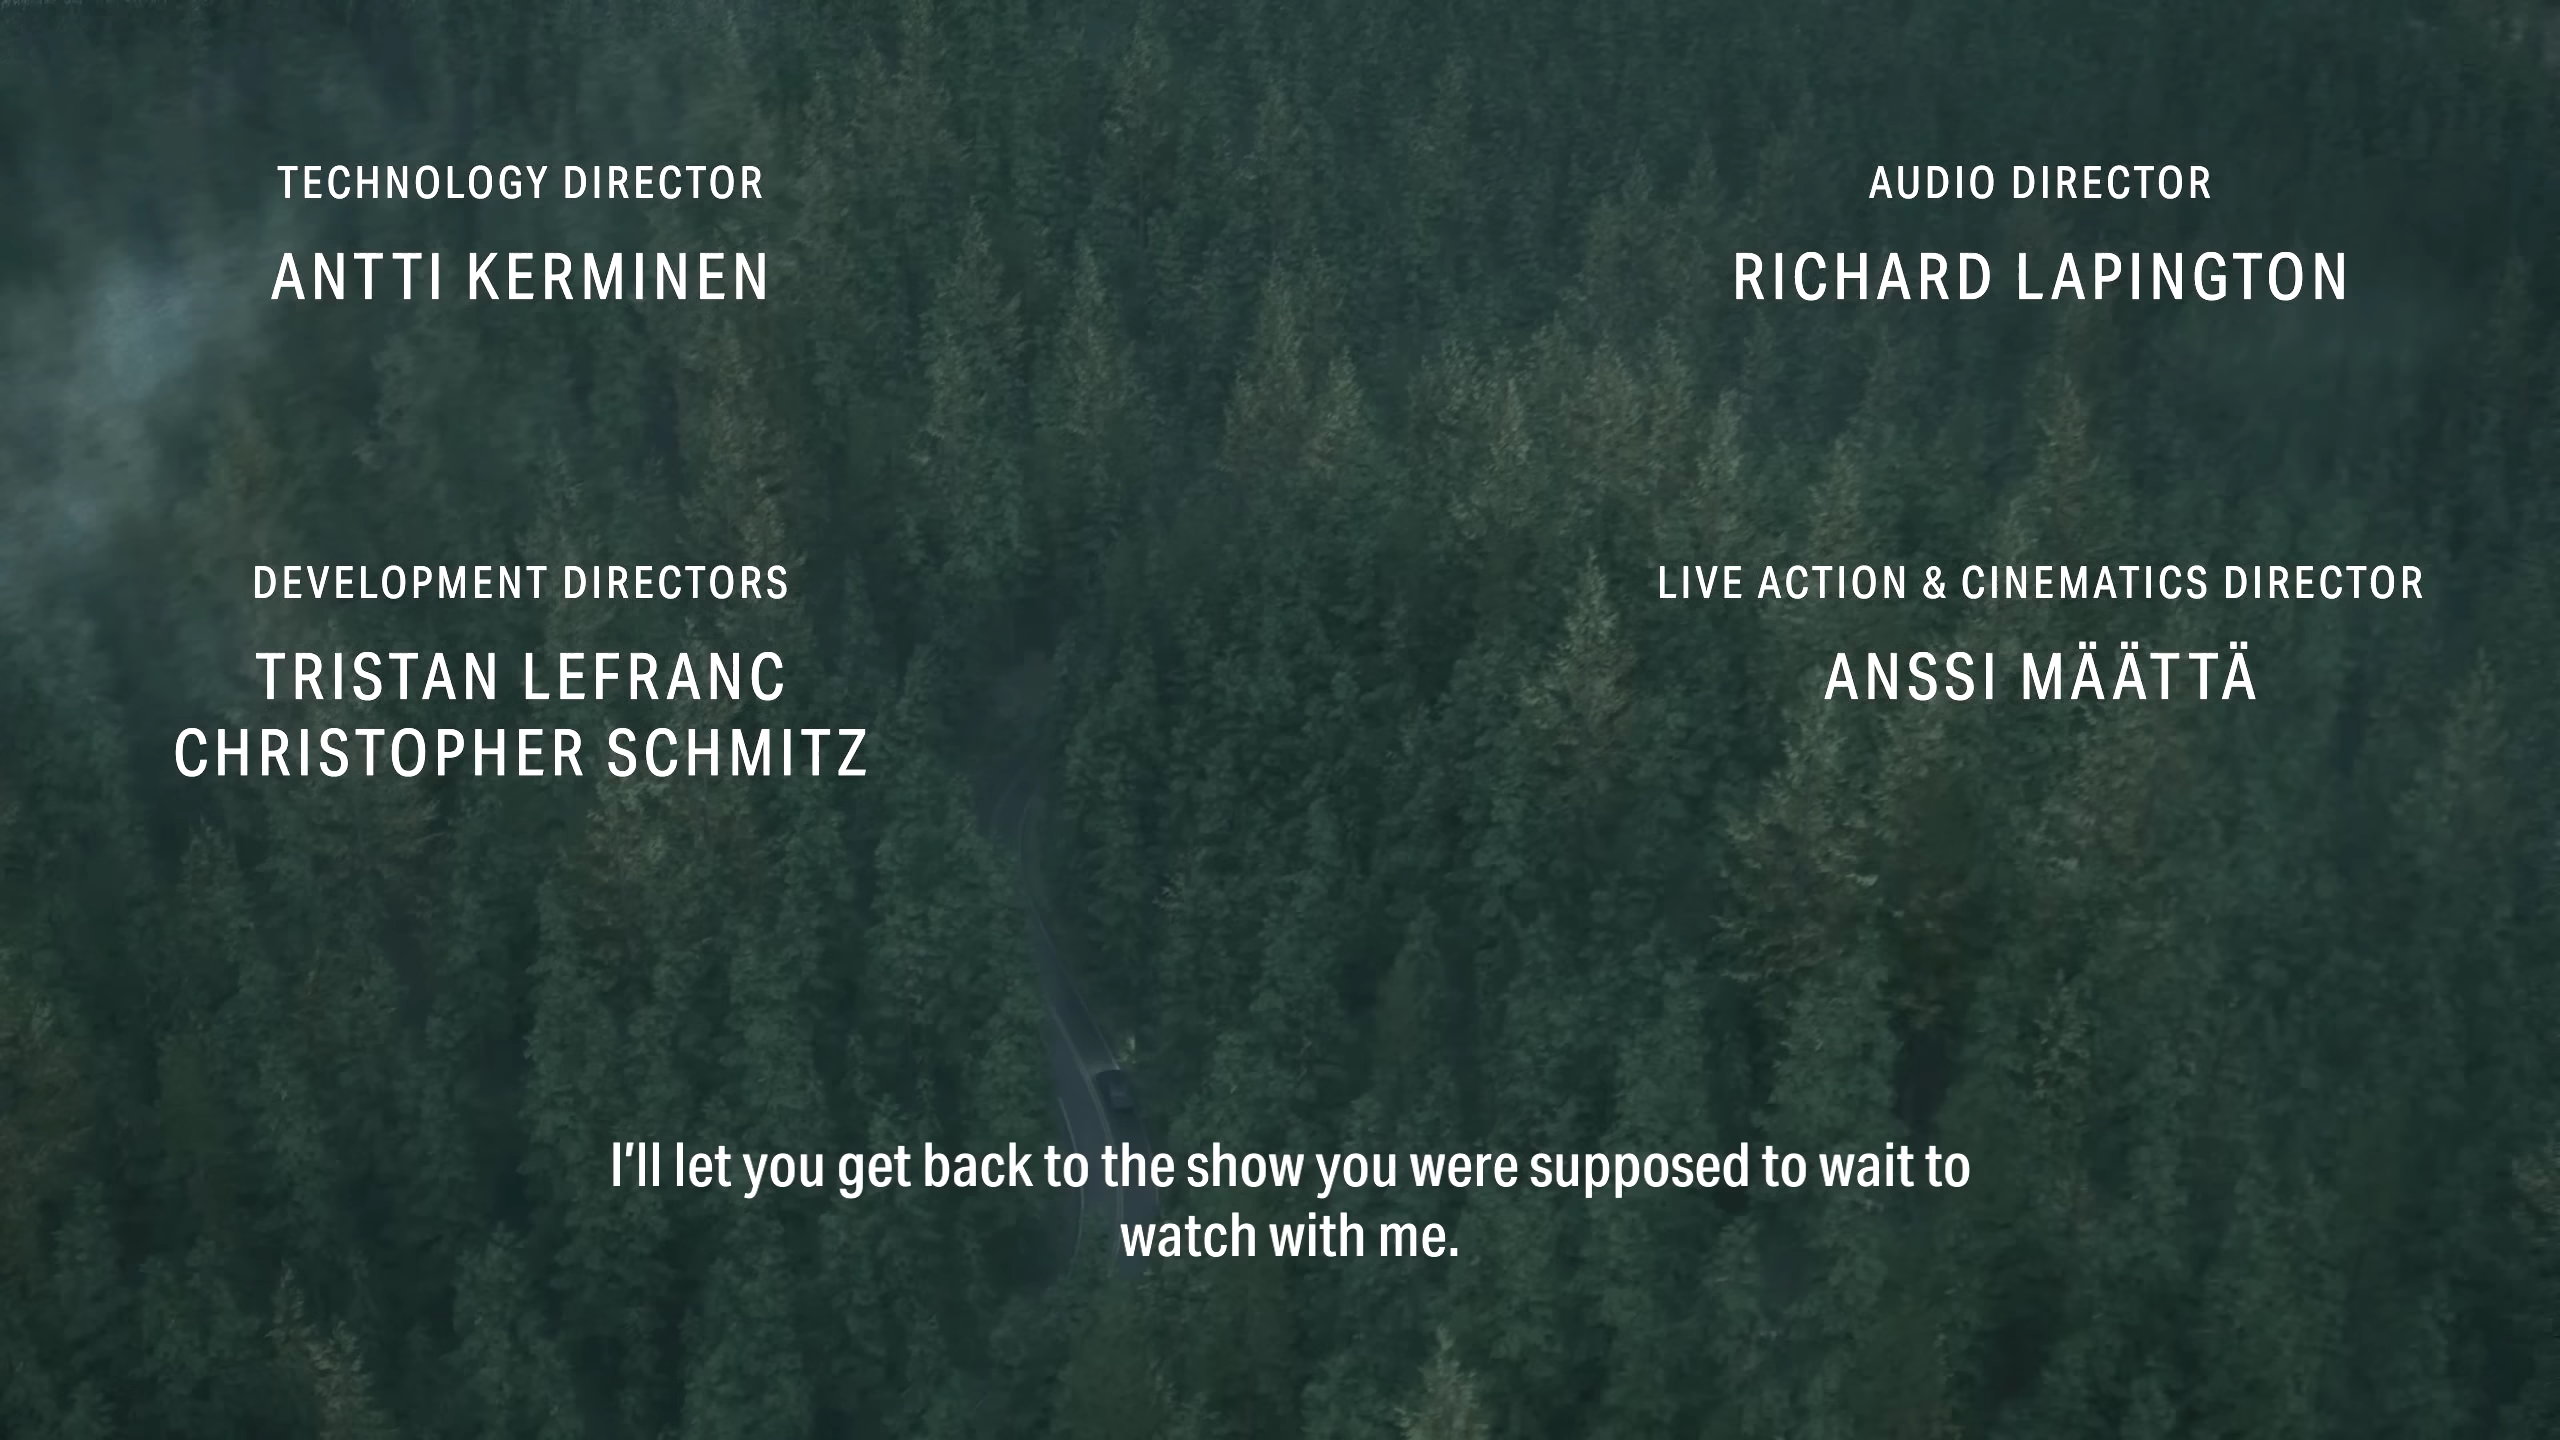 TECHNOLOGY DIRECTOR
ANTTI KERMINEN
AUDIO DIRECTOR
RICHARD LAPINGTON
DEVELOPMENT DIRECTORS
TRISTAN LEFRANC
CHRISTOPHER SCHMITZ
LIVE ACTION & CINEMATICS DIRECTOR
ANSSI MÄÄTTÄ
I’ll let you get back to the show you were supposed to wait to
watch with me.